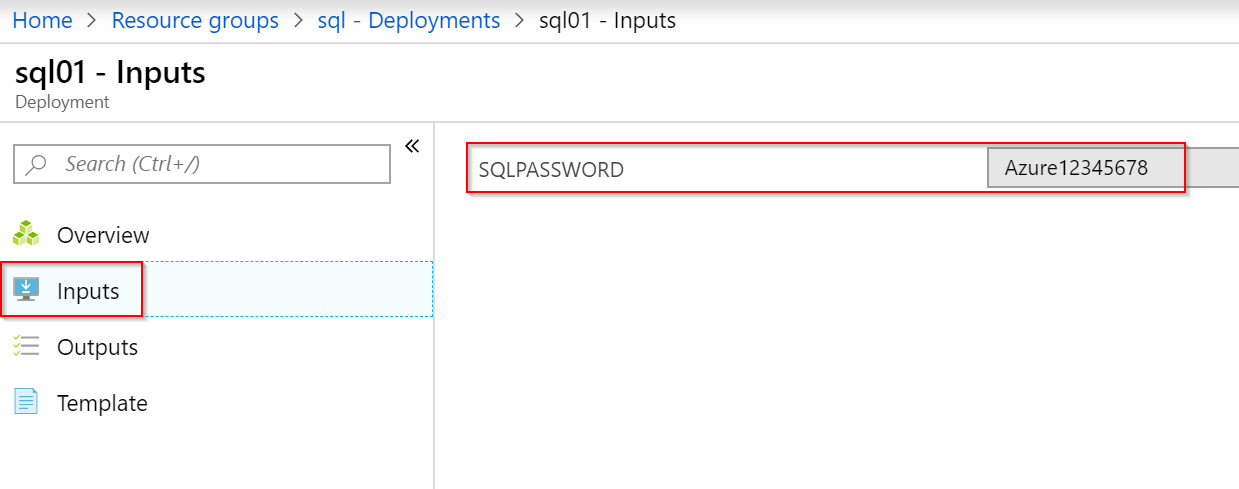 Home > Resource groups > sql - Deployments > sql01 - Inputs
sql01 - Inputs
Deployment
Search (Ctrl+/)
«
SQLPASSWORD Azure12345678
Overview
Inputs
Outputs
Template